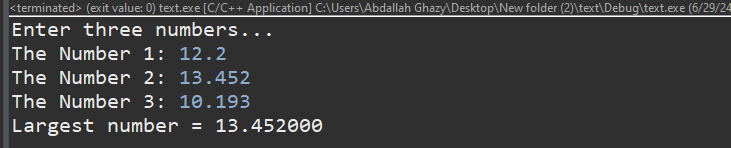 <terminated> (exit value: 0) text.exe [C/C++ Application] C:\Users\Abdallah Ghazy\Desktop\New folder (2)\text\Debug\text.exe (6/29/24
Enter three numbers...
The Number 1: 12.2
The Number 2: 13.452
The Number 3: 10.193
Largest number = 13.452000